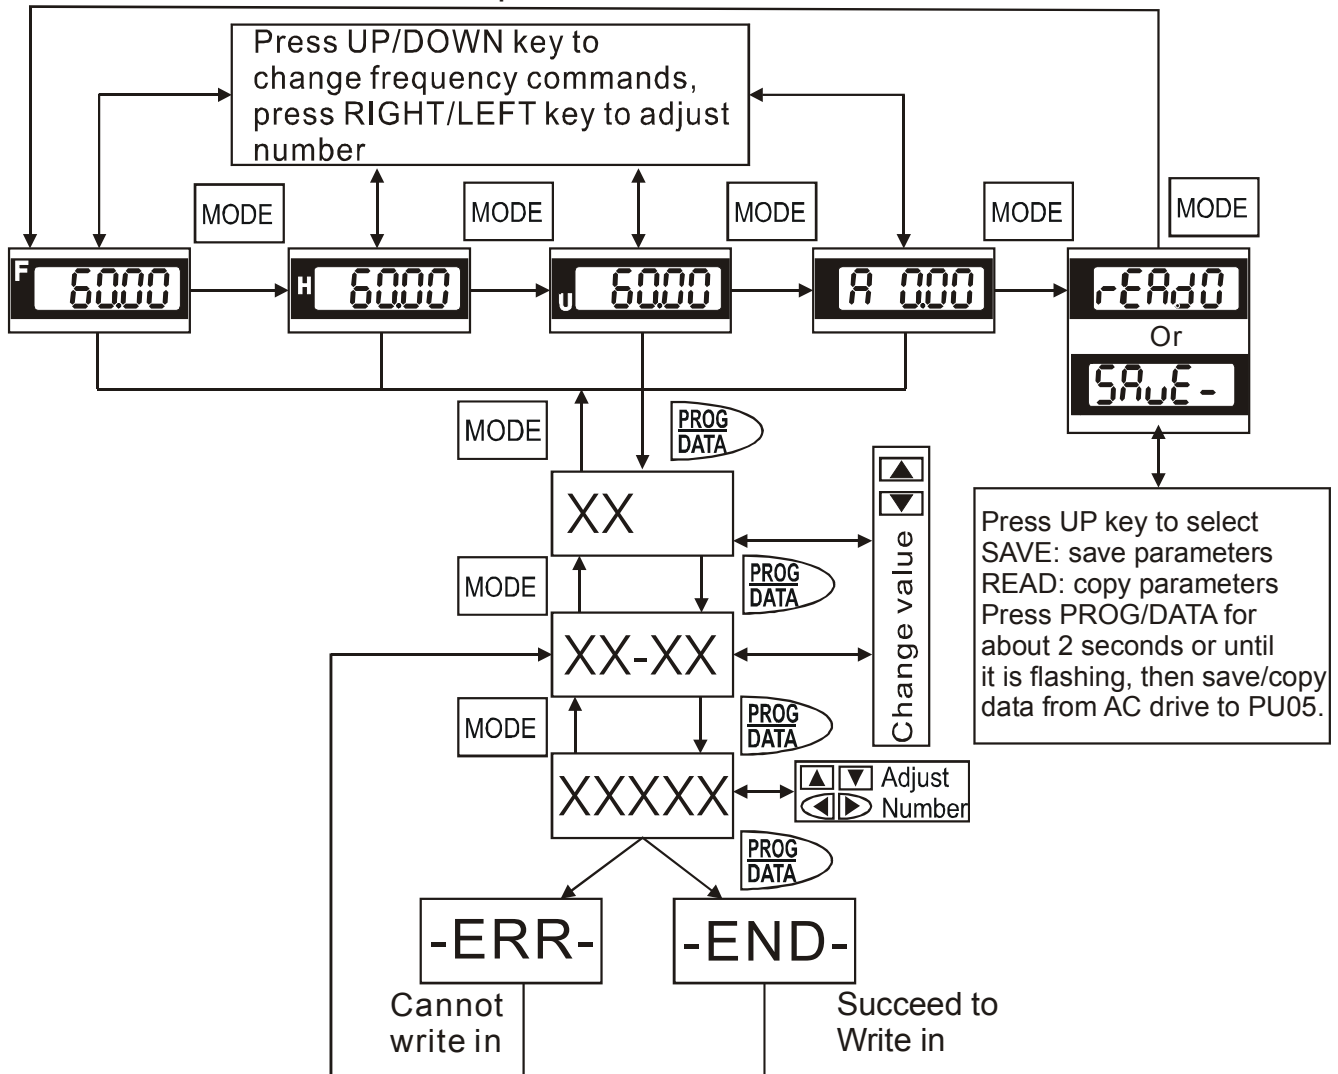 Press UP/DOWN key to
change frequency commands,
press RIGHT/LEFT key to adjust
number
MODE
MODE
MODE
MODE
MODE
F 60.00
H 60.00
U 60.00
A 0.00
rEAd0
Or
SAvE-
MODE
PROG
DATA
XX
MODE
PROG
DATA
XX-XX
MODE
PROG
DATA
XXXXX
PROG
DATA
Change value
Adjust
Number
Press UP key to select
SAVE: save parameters
READ: copy parameters
Press PROG/DATA for
about 2 seconds or until
it is flashing, then save/copy
data from AC drive to PU05.
-ERR-
-END-
Cannot
write in
Succeed to
Write in